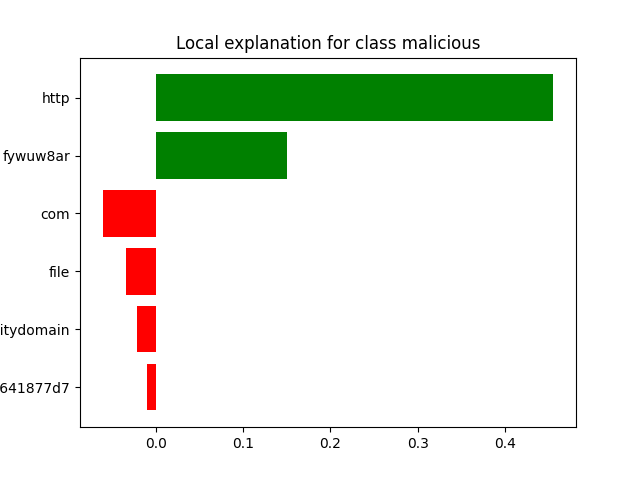 Local explanation for class malicious
http
fywuw8ar
com
file
itydomain
641877d7
0.0 0.1 0.2 0.3 0.4